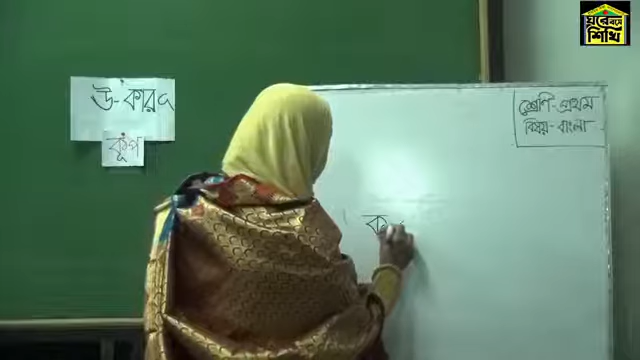 ঊ-কার ূ
কূপ
শ্রেণি-প্রথম
বিষয়-বাংলা
ক
ঘরে বসে
শিখি